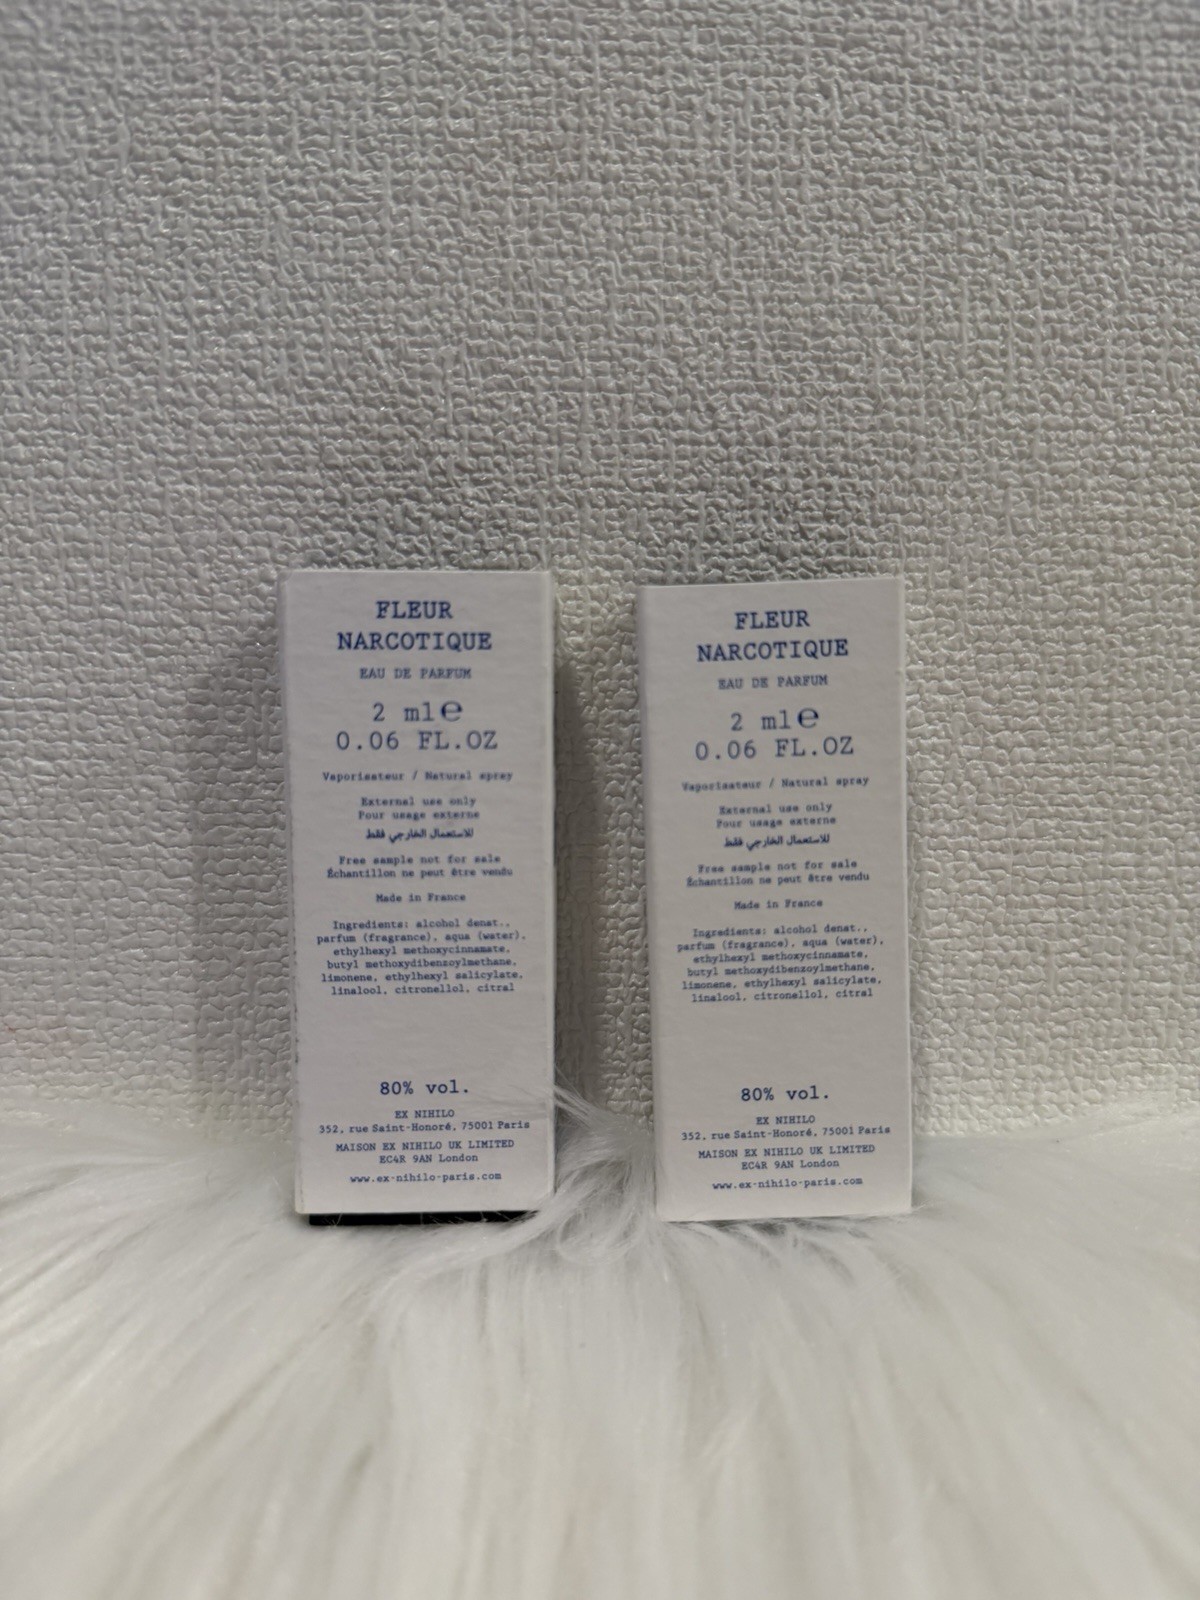 FLEUR
NARCOTIQUE
EAU DE PARFUM
2 ml℮
0.06 FL.OZ
Vaporisateur / Natural spray
External use only
Pour usage externe
للاستعمال الخارجي فقط
Free sample not for sale
Échantillon ne peut être vendu
Made in France
Ingredients: alcohol denat.,
parfum (fragrance), aqua (water),
ethylhexyl methoxycinnamate,
butyl methoxydibenzoylmethane,
limonene, ethylhexyl salicylate,
linalool, citronellol, citral
80% vol.
EX NIHILO
352, rue Saint-Honoré, 75001 Paris
MAISON EX NIHILO UK LIMITED
EC4R 9AN London
www.ex-nihilo-paris.com
FLEUR
NARCOTIQUE
EAU DE PARFUM
2 ml℮
0.06 FL.OZ
Vaporisateur / Natural spray
External use only
Pour usage externe
للاستعمال الخارجي فقط
Free sample not for sale
Échantillon ne peut être vendu
Made in France
Ingredients: alcohol denat.,
parfum (fragrance), aqua (water),
ethylhexyl methoxycinnamate,
butyl methoxydibenzoylmethane,
limonene, ethylhexyl salicylate,
linalool, citronellol, citral
80% vol.
EX NIHILO
352, rue Saint-Honoré, 75001 Paris
MAISON EX NIHILO UK LIMITED
EC4R 9AN London
www.ex-nihilo-paris.com